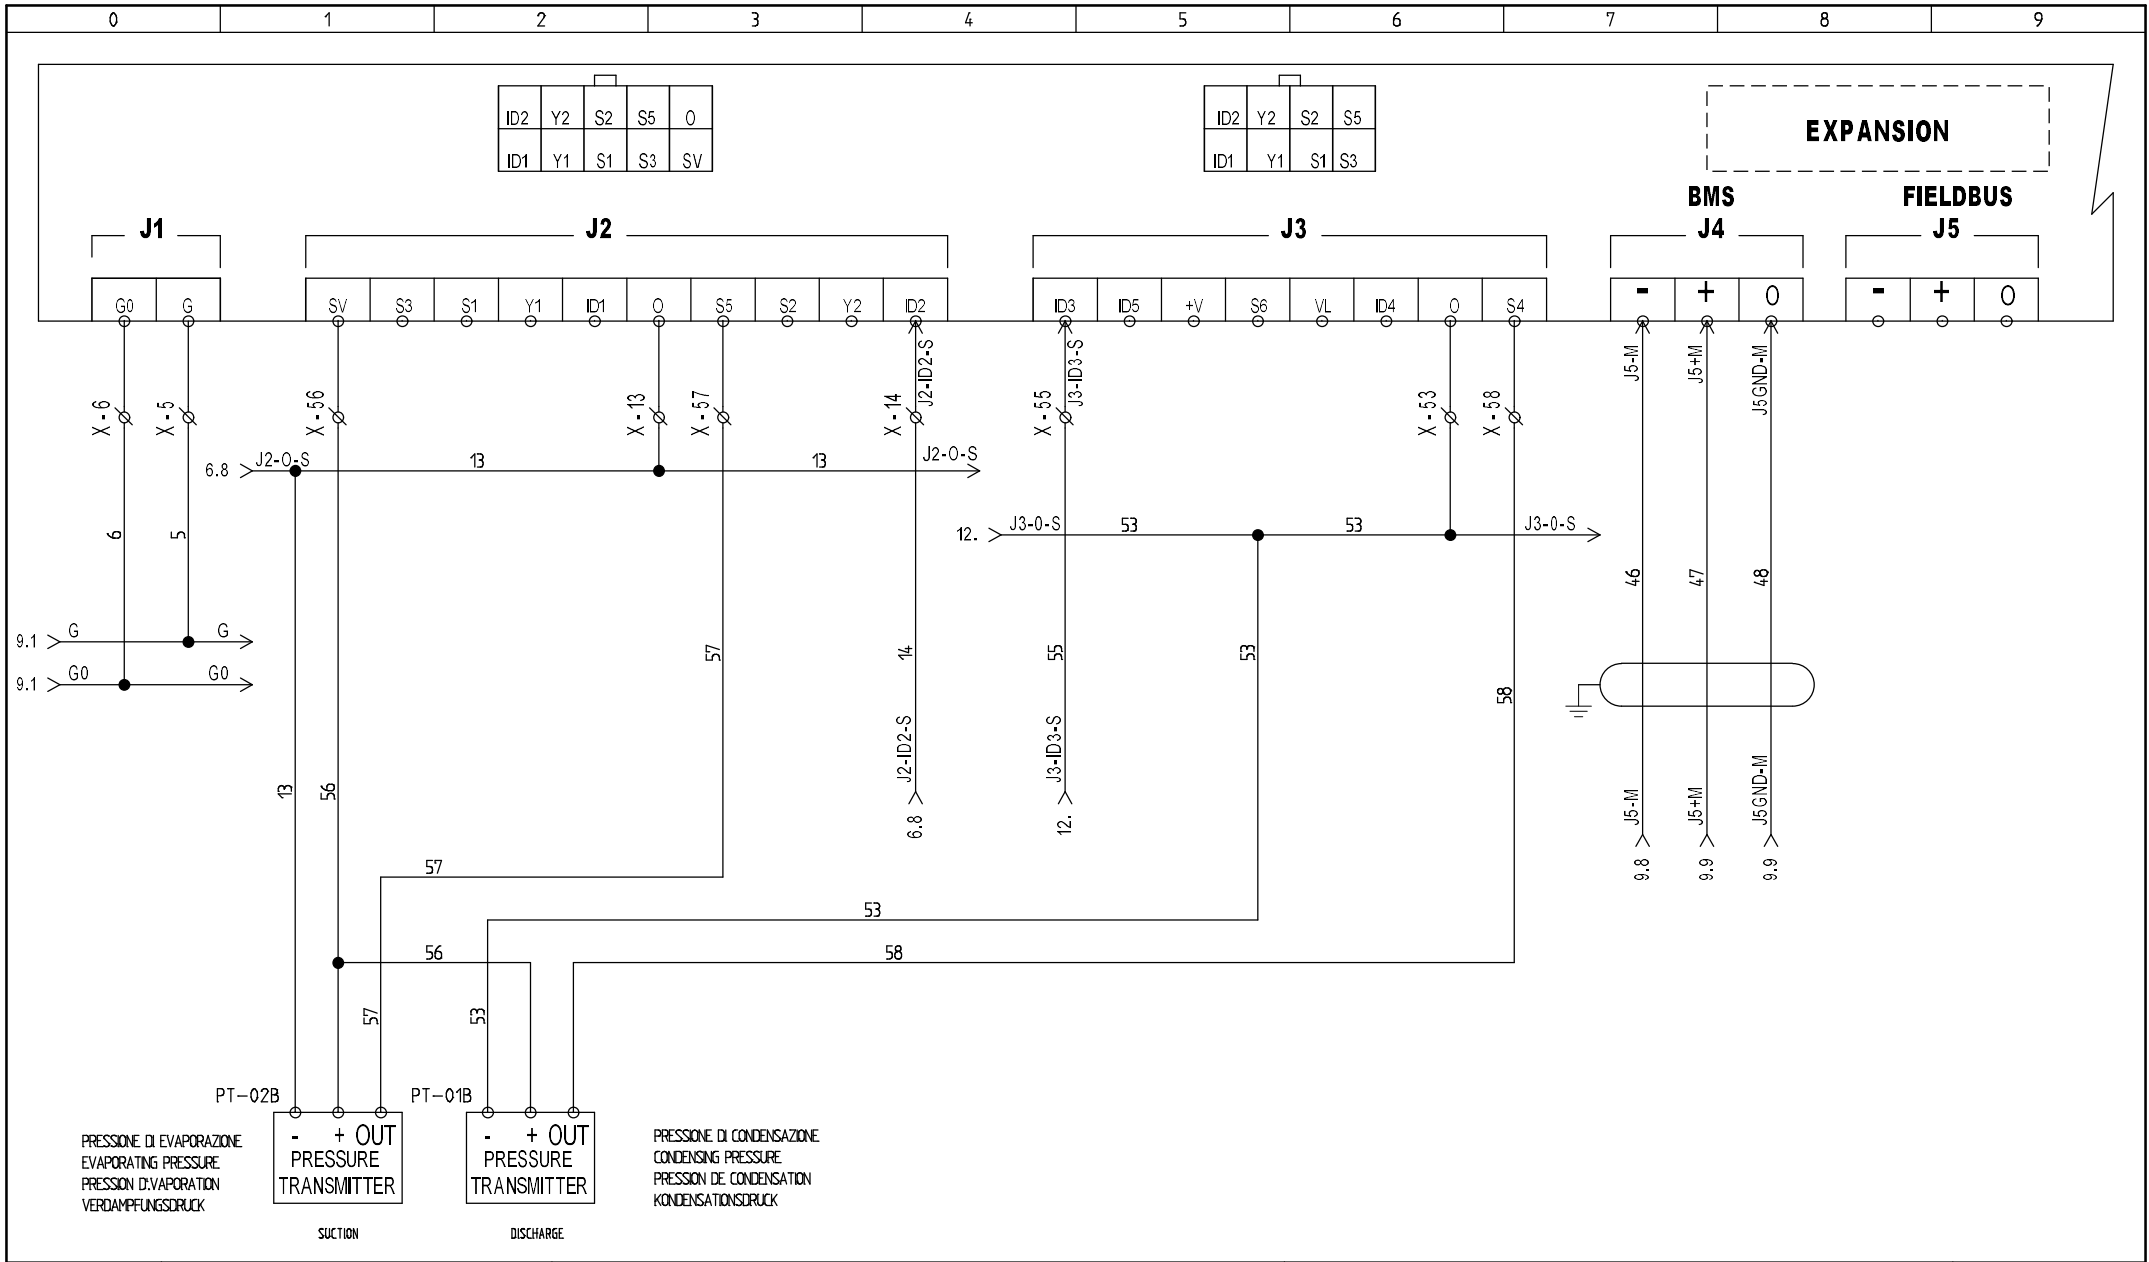 0 1 2 3 4 5 6 7 8 9
ID2 Y2 S2 S5 O
ID1 Y1 S1 S3 SV
ID2 Y2 S2 S5
ID1 Y1 S1 S3
EXPANSION
BMS
FIELDBUS
J1 J2 J3 J4 J5
G0 G
SV S3 S1 Y1 ID1 O S5 S2 Y2 ID2
ID3 ID5 +V S6 VL ID4 O S4
- + O
- + O
J2-ID2-S
J3-ID3-S
J5-M
J5+M
J5GND-M
X-6
X-5
X-56
X-13
X-57
X-14
X-55
X-53
X-58
6.8 J2-O-S 13 13 J2-O-S
12. J3-0-S 53 53 J3-0-S
6
5
46
47
48
9.1 G G
9.1 G0 G0
57
14
55
53
58
J2-ID2-S
J3-ID3-S
J5-M
J5+M
J5GND-M
13
56
6.8
12.
9.8
9.9
9.9
57
53
56
58
57
53
PT-02B
PT-01B
- + OUT
PRESSURE
TRANSMITTER
SUCTION
- + OUT
PRESSURE
TRANSMITTER
DISCHARGE
PRESSIONE DI EVAPORAZIONE
EVAPORATING PRESSURE
PRESSION D'VAPORATION
VERDAMPFUNGSDRUCK
PRESSIONE DI CONDENSAZIONE
CONDENSING PRESSURE
PRESSION DE CONDENSATION
KONDENSATIONSDRUCK